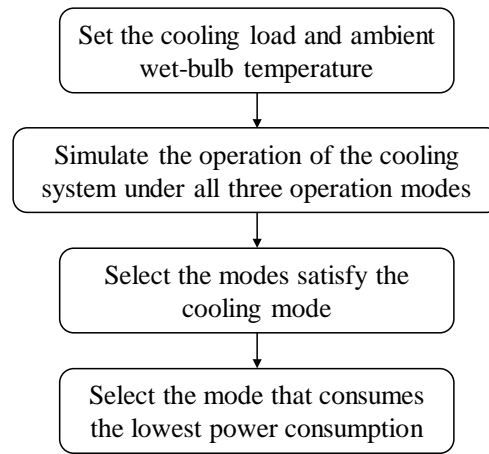 Set the cooling load and ambient
wet-bulb temperature
Simulate the operation of the cooling
system under all three operation modes
Select the modes satisfy the
cooling mode
Select the mode that consumes
the lowest power consumption